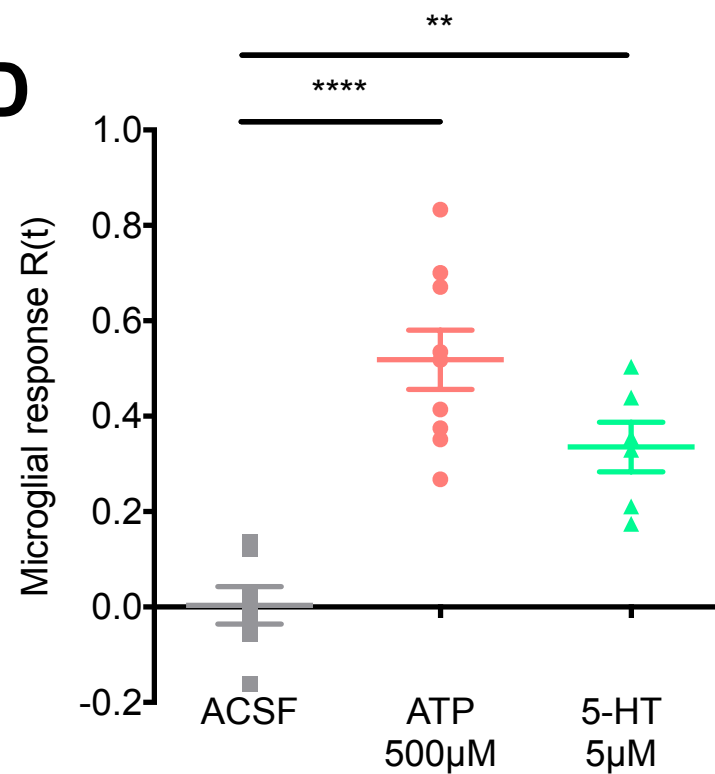 **
D
****
1.0
0.8
0.6
0.4
0.2
0.0
-0.2
Microglial response R(t)
ACSF ATP 5-HT
500µM 5µM